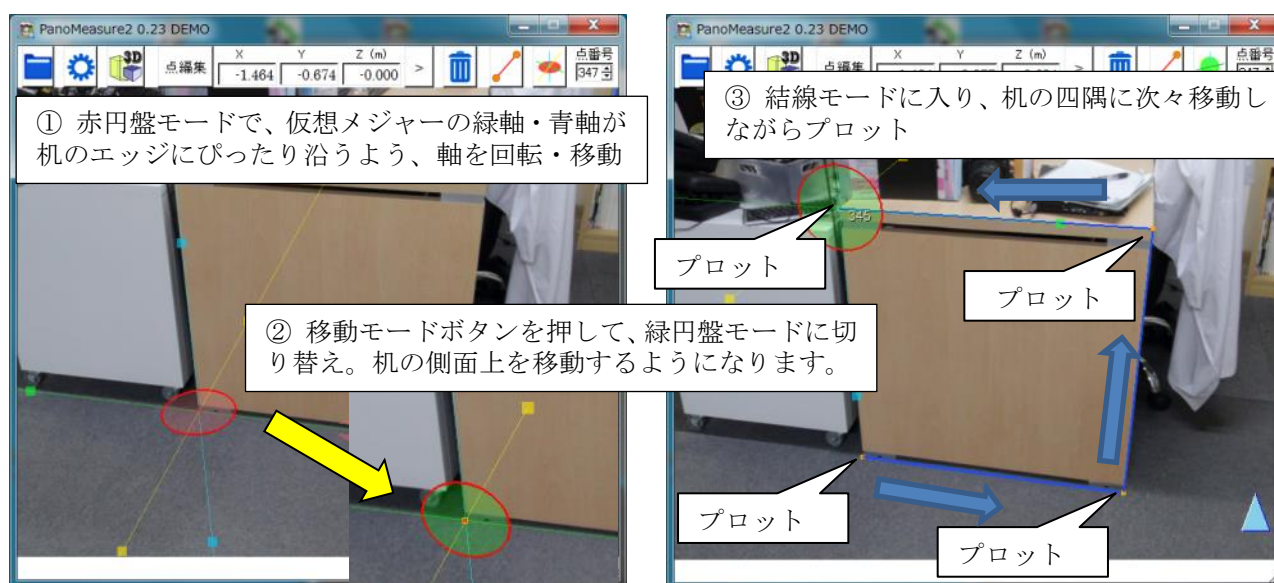 PanoMeasure2 0.23 DEMO
3D
点編集
X Y Z (m)
-1.464 -0.674 -0.000
>
点番号
347
① 赤円盤モードで、仮想メジャーの緑軸・青軸が
机のエッジにぴったり沿うよう、軸を回転・移動
② 移動モードボタンを押して、緑円盤モードに切
り替え。机の側面上を移動するようになります。
PanoMeasure2 0.23 DEMO
3D
点編集
X Y Z (m)
>
点番号
③ 結線モードに入り、机の四隅に次々移動し
ながらプロット
345
プロット
プロット
プロット
プロット